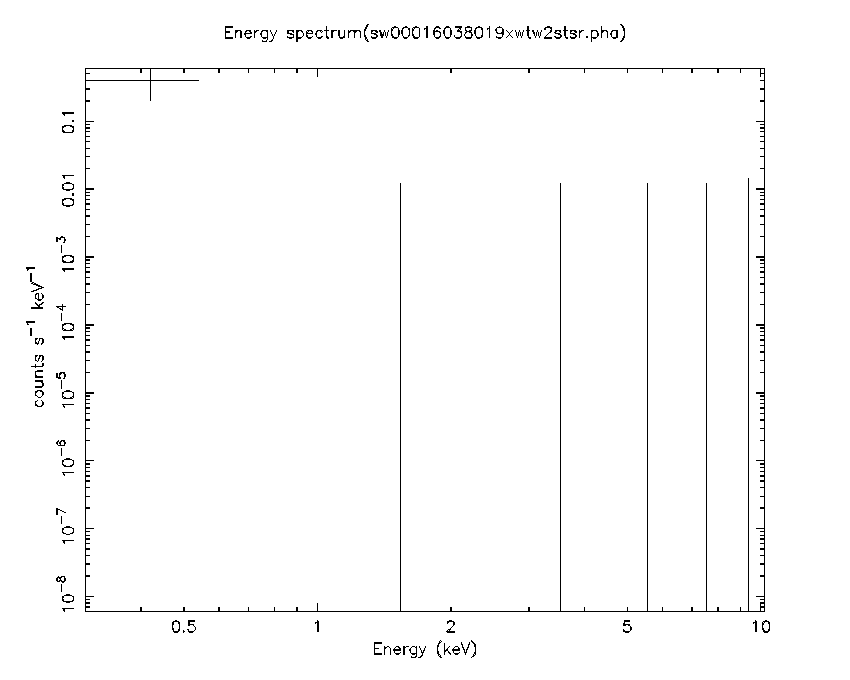 Energy spectrum(sw00016038019xwtw2stsr.pha)
counts s⁻¹ keV⁻¹
0.1
0.01
10⁻³
10⁻⁴
10⁻⁵
10⁻⁶
10⁻⁷
10⁻⁸
0.5 1 2 5 10
Energy (keV)